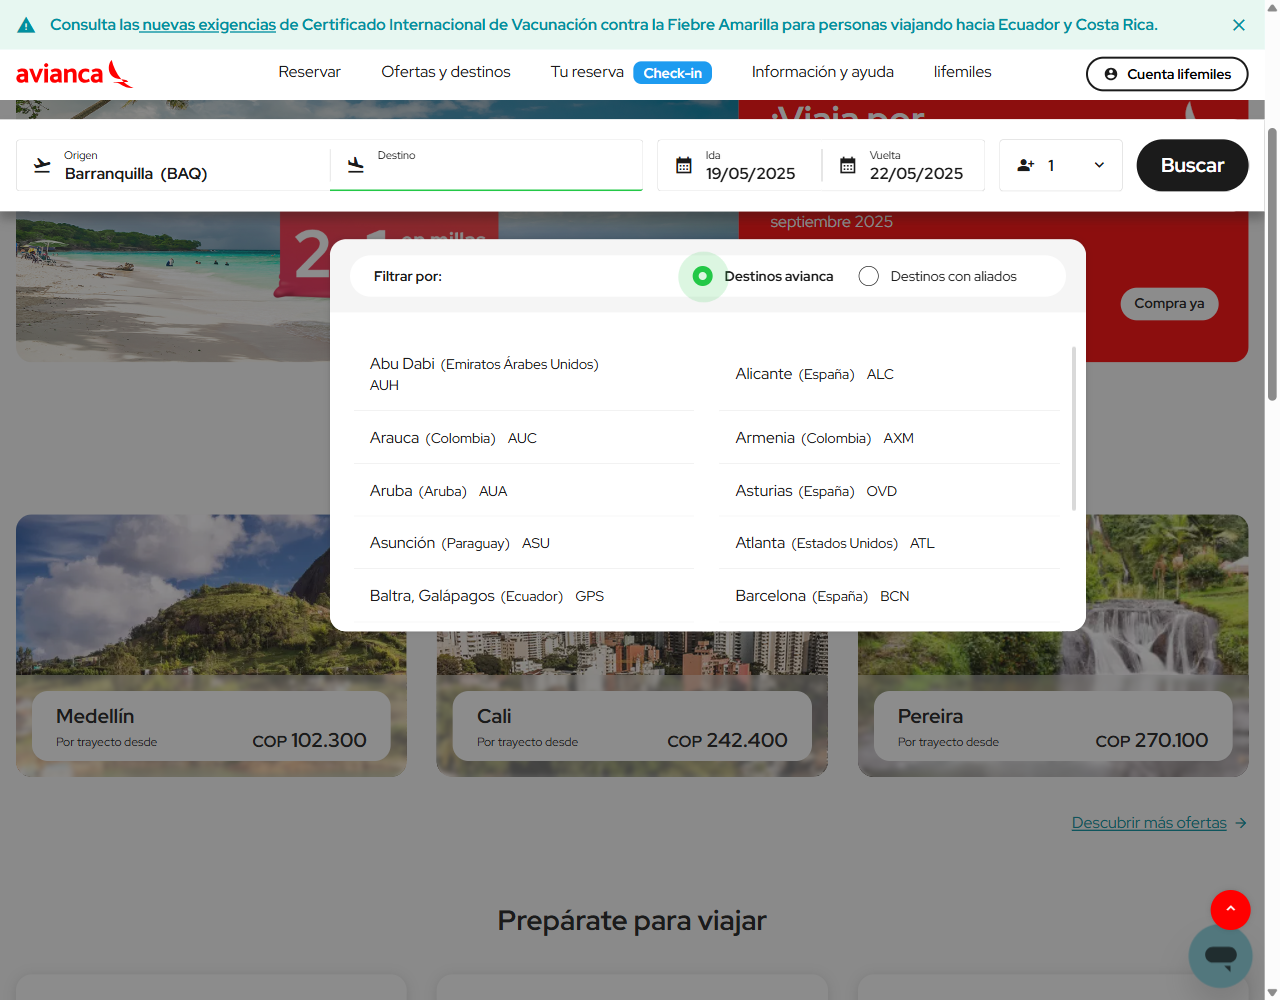 Consulta las nuevas exigencias de Certificado Internacional de Vacunación contra la Fiebre Amarilla para personas viajando hacia Ecuador y Costa Rica.
avianca
Reservar
Ofertas y destinos
Tu reserva
Check-in
Información y ayuda
lifemiles
Cuenta lifemiles
¡Viaja por
Origen
Barranquilla (BAQ)
Destino
Ida
19/05/2025
Vuelta
22/05/2025
1
Buscar
septiembre 2025
en millas
Compra ya
Filtrar por:
Destinos avianca
Destinos con aliados
Abu Dabi (Emiratos Árabes Unidos)
AUH
Alicante (España) ALC
Arauca (Colombia) AUC
Armenia (Colombia) AXM
Aruba (Aruba) AUA
Asturias (España) OVD
Asunción (Paraguay) ASU
Atlanta (Estados Unidos) ATL
Baltra, Galápagos (Ecuador) GPS
Barcelona (España) BCN
Medellín
Por trayecto desde
COP 102.300
Cali
Por trayecto desde
COP 242.400
Pereira
Por trayecto desde
COP 270.100
Descubrir más ofertas
Prepárate para viajar